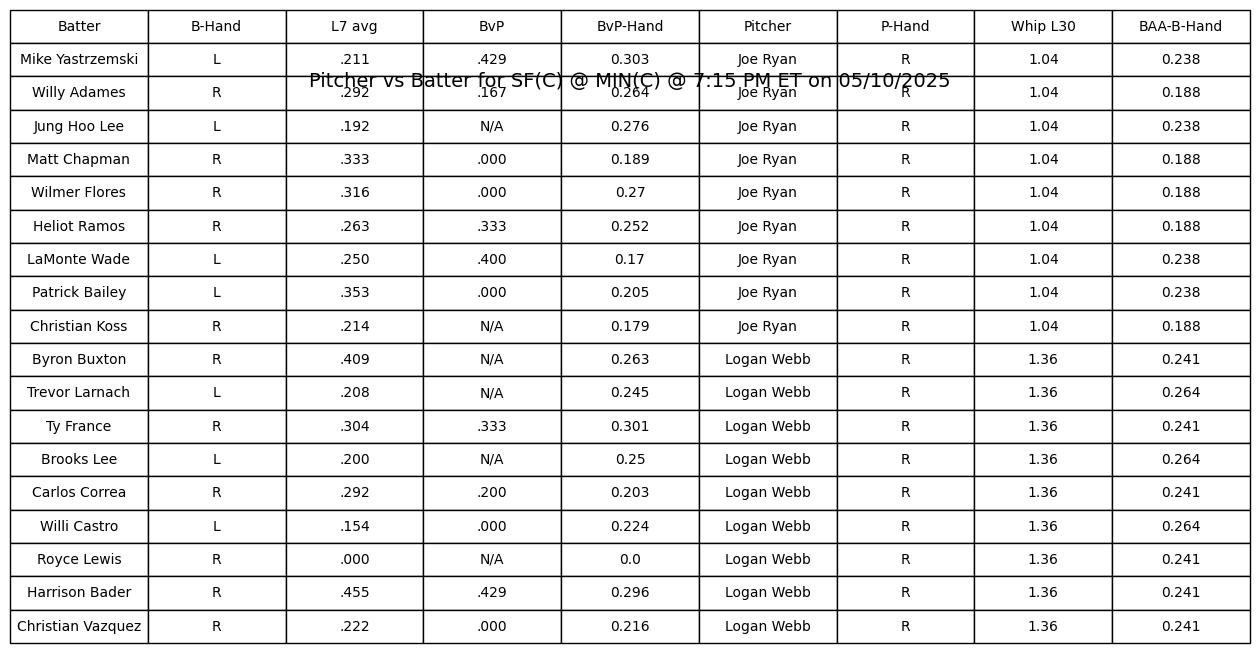 Batter B-Hand L7 avg BvP BvP-Hand Pitcher P-Hand Whip L30 BAA-B-Hand
Mike Yastrzemski L .211 .429 0.303 Joe Ryan R 1.04 0.238
Pitcher vs Batter for SF(C) @ MIN(C) @ 7:15 PM ET on 05/10/2025
Willy Adames R .292 .167 0.264 Joe Ryan R 1.04 0.188
Jung Hoo Lee L .192 N/A 0.276 Joe Ryan R 1.04 0.238
Matt Chapman R .333 .000 0.189 Joe Ryan R 1.04 0.188
Wilmer Flores R .316 .000 0.27 Joe Ryan R 1.04 0.188
Heliot Ramos R .263 .333 0.252 Joe Ryan R 1.04 0.188
LaMonte Wade L .250 .400 0.17 Joe Ryan R 1.04 0.238
Patrick Bailey L .353 .000 0.205 Joe Ryan R 1.04 0.238
Christian Koss R .214 N/A 0.179 Joe Ryan R 1.04 0.188
Byron Buxton R .409 N/A 0.263 Logan Webb R 1.36 0.241
Trevor Larnach L .208 N/A 0.245 Logan Webb R 1.36 0.264
Ty France R .304 .333 0.301 Logan Webb R 1.36 0.241
Brooks Lee L .200 N/A 0.25 Logan Webb R 1.36 0.264
Carlos Correa R .292 .200 0.203 Logan Webb R 1.36 0.241
Willi Castro L .154 .000 0.224 Logan Webb R 1.36 0.264
Royce Lewis R .000 N/A 0.0 Logan Webb R 1.36 0.241
Harrison Bader R .455 .429 0.296 Logan Webb R 1.36 0.241
Christian Vazquez R .222 .000 0.216 Logan Webb R 1.36 0.241